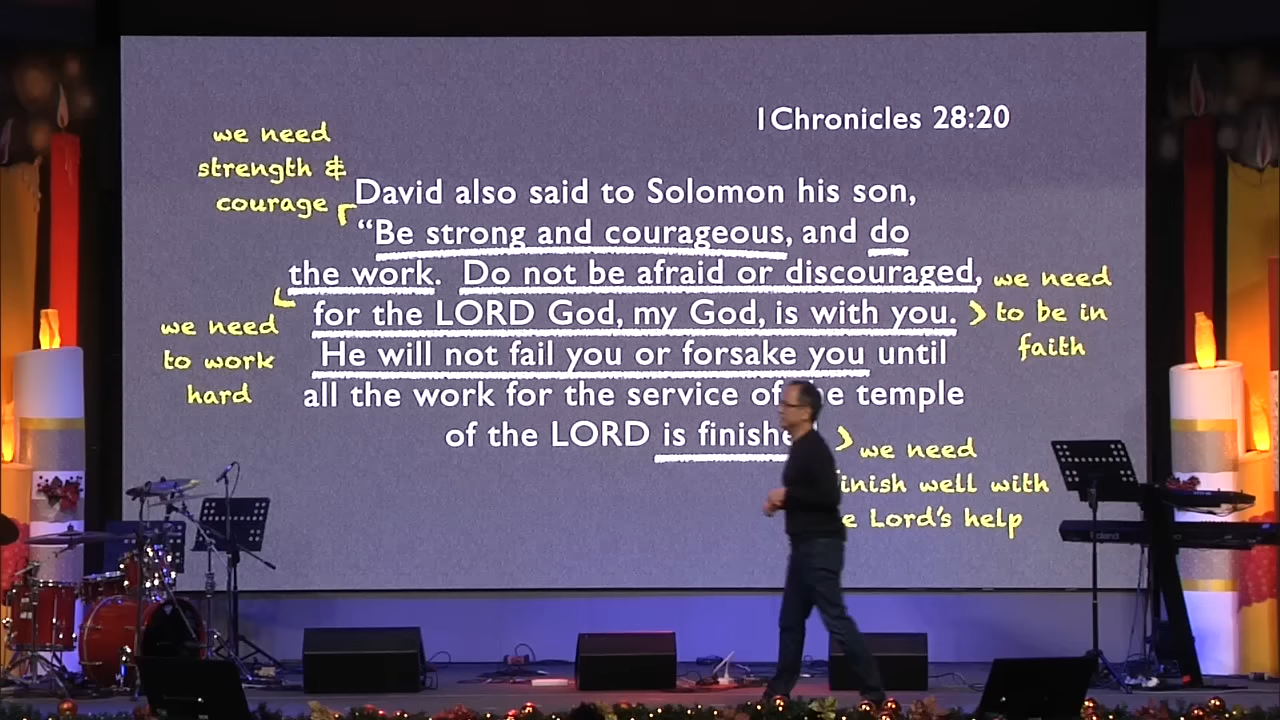 1Chronicles 28:20
we need
strength &
courage
David also said to Solomon his son,
“Be strong and courageous, and do
the work. Do not be afraid or discouraged,
for the LORD God, my God, is with you.
He will not fail you or forsake you until
all the work for the service of temple
of the LORD is
we need
to work
hard
we need
to be in
faith
we need
well with
Lord's help
Roland